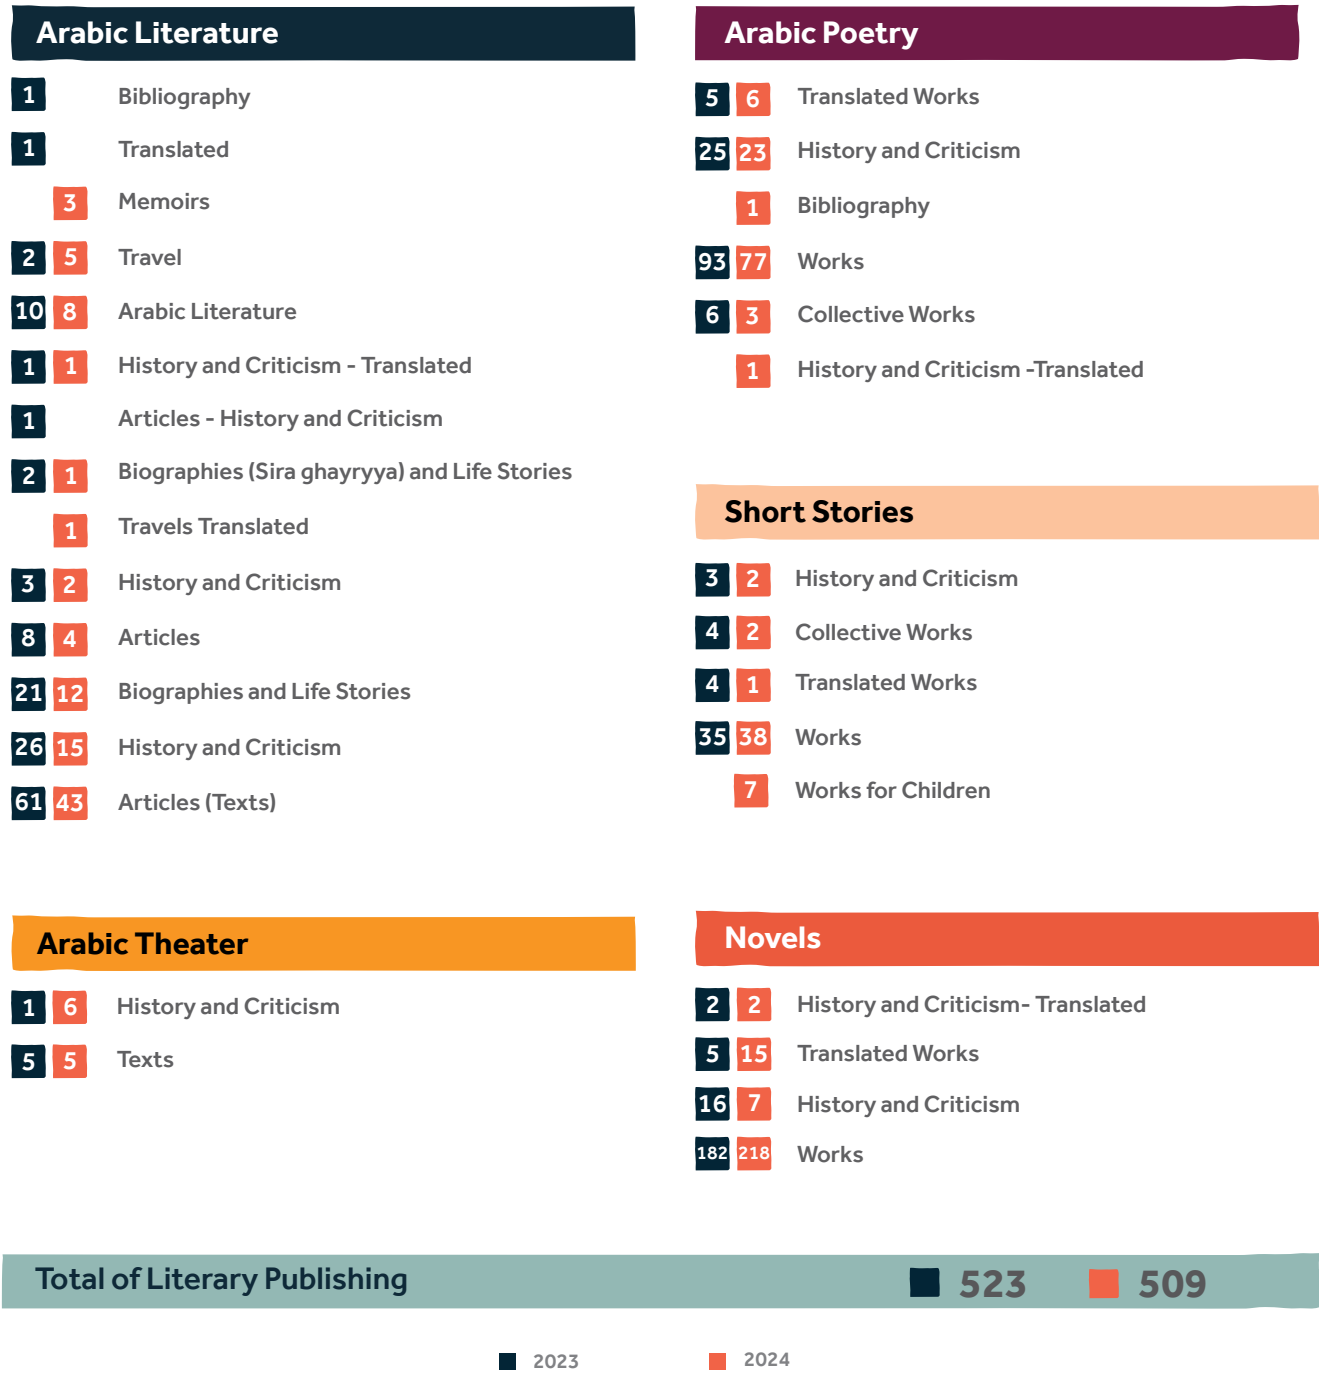 Arabic Literature
1 Bibliography
1 Translated
3 Memoirs
2 5 Travel
10 8 Arabic Literature
1 1 History and Criticism - Translated
1 Articles - History and Criticism
2 1 Biographies (Sira ghayryya) and Life Stories
1 Travels Translated
3 2 History and Criticism
8 4 Articles
21 12 Biographies and Life Stories
26 15 History and Criticism
61 43 Articles (Texts)
Arabic Poetry
5 6 Translated Works
25 23 History and Criticism
1 Bibliography
93 77 Works
6 3 Collective Works
1 History and Criticism -Translated
Short Stories
3 2 History and Criticism
4 2 Collective Works
4 1 Translated Works
35 38 Works
7 Works for Children
Arabic Theater
1 6 History and Criticism
5 5 Texts
Novels
2 2 History and Criticism- Translated
5 15 Translated Works
16 7 History and Criticism
182 218 Works
Total of Literary Publishing 523 509
2023 2024